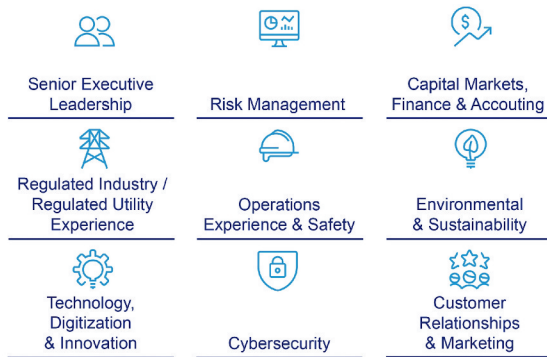 Senior Executive
Leadership
Risk Management
Capital Markets,
Finance & Accouting
Regulated Industry /
Regulated Utility
Experience
Operations
Experience & Safety
Environmental
& Sustainability
Technology,
Digitization
& Innovation
Cybersecurity
Customer
Relationships
& Marketing